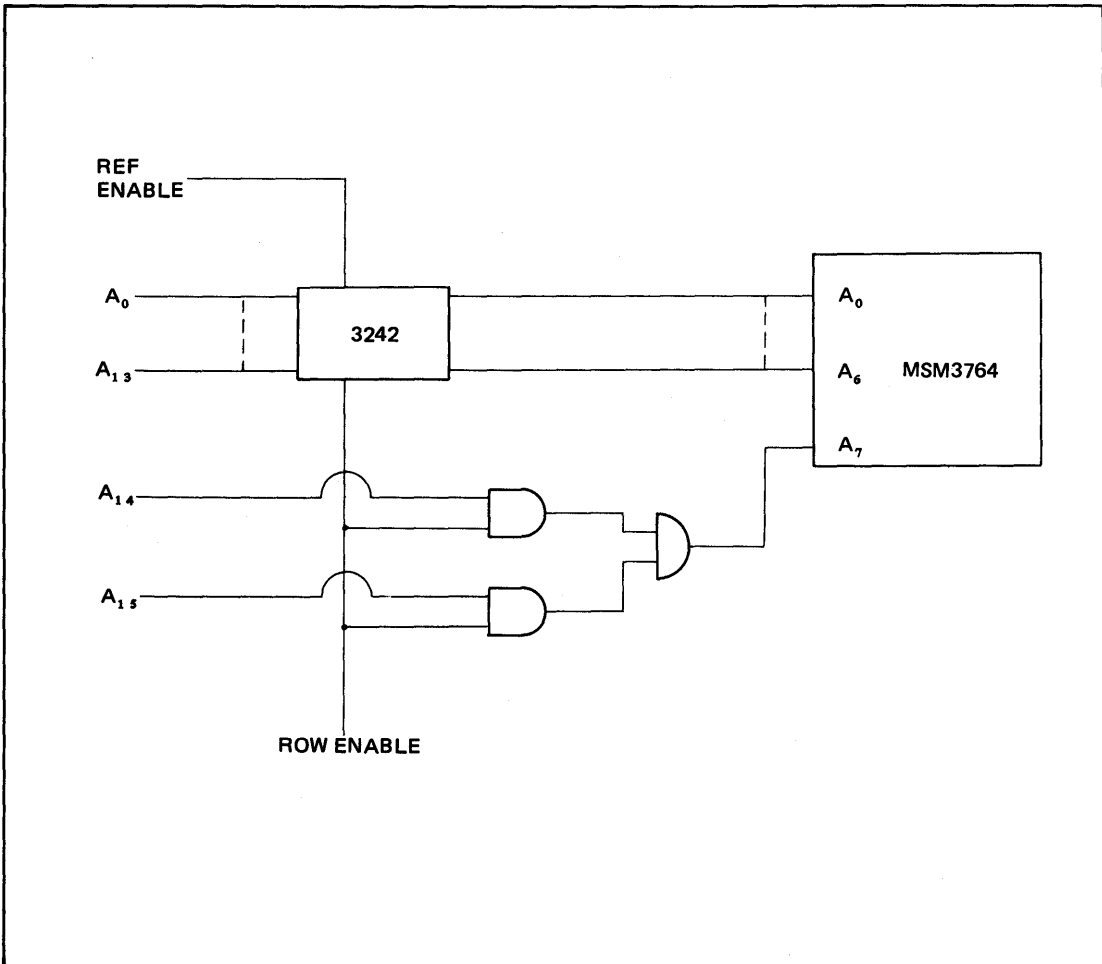 REF
ENABLE
A₀
A₁₃
3242
A₀
A₆
MSM3764
A₇
A₁₄
A₁₅
ROW ENABLE